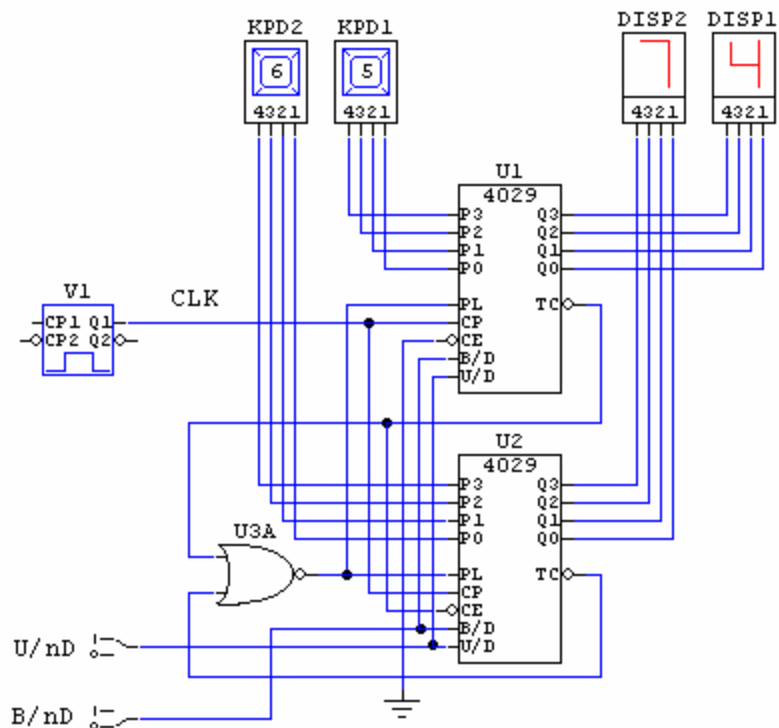 KPD2 KPD1 DISP2 DISP1
6 5 7 4
4321 4321 4321 4321
U1
4029
P3 Q3
P2 Q2
P1 Q1
P0 Q0
PL TC
CP
CE
B/D
U/D
V1
CLK
CP1 Q1
CP2 Q2
U2
4029
P3 Q3
P2 Q2
P1 Q1
P0 Q0
PL TC
CP
CE
B/D
U/D
U3A
U/nD
B/nD